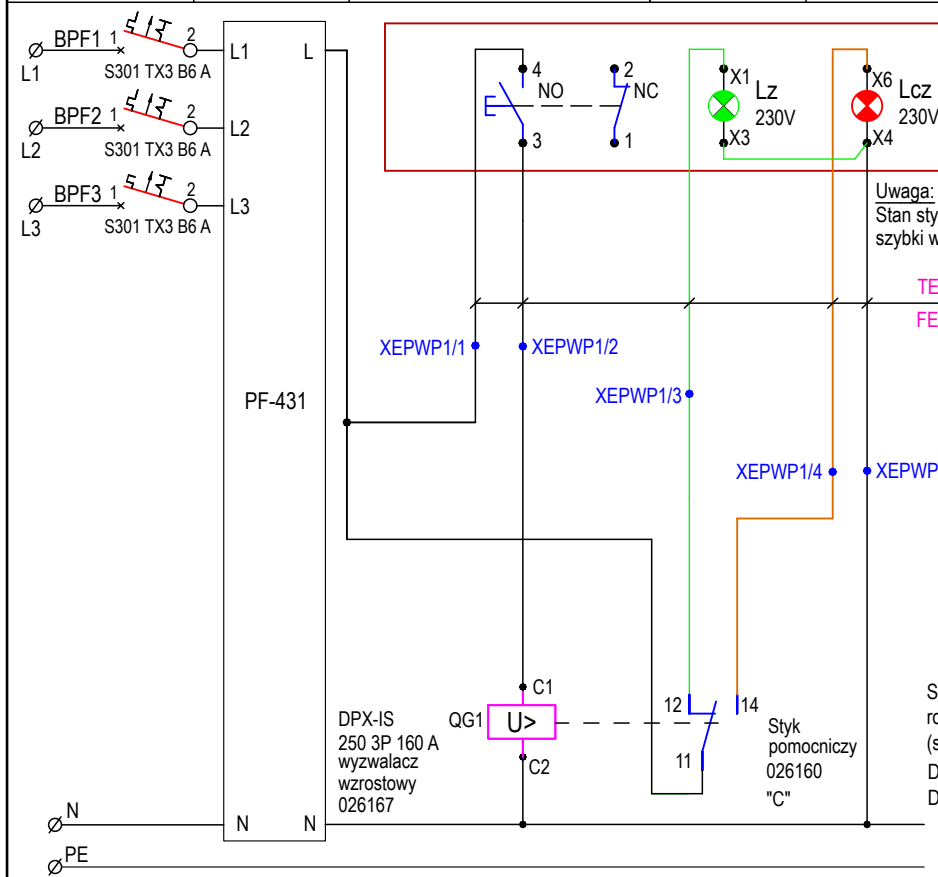 BPF1 1 2
L1
S301 TX3 B6 A
BPF2 1 2
L2
S301 TX3 B6 A
BPF3 1 2
L3
S301 TX3 B6 A
L1 L
L2
L3
PF-431
N N
4
NO
3
2
NC
1
X1
Lz
230V
X3
X6
Lcz
230V
X4
Uwaga:
Stan sty
szybki w
TE
FE
XEPWP1/1
XEPWP1/2
XEPWP1/3
XEPWP1/4
XEPWP
C1
QG1
U>
C2
DPX-IS
250 3P 160 A
wyzwalacz
wzrostowy
026167
12
14
11
Styk
pomocniczy
026160
"C"
S
ro
(s
D
D
N
PE